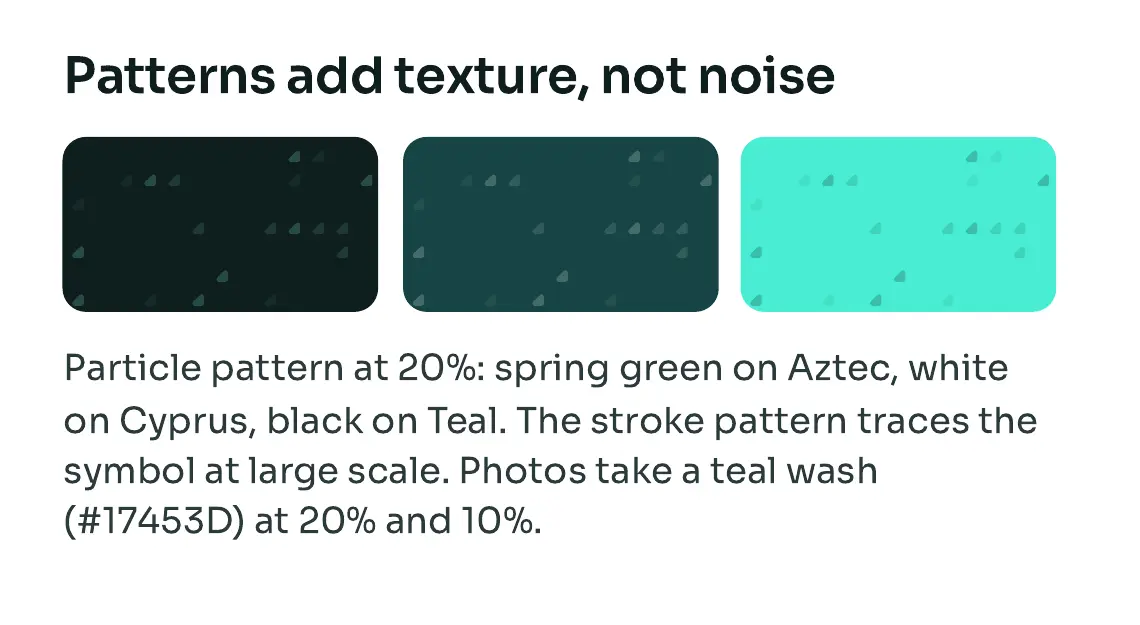 Patterns add texture, not noise
Particle pattern at 20%: spring green on Aztec, white
on Cyprus, black on Teal. The stroke pattern traces the
symbol at large scale. Photos take a teal wash
(#17453D) at 20% and 10%.